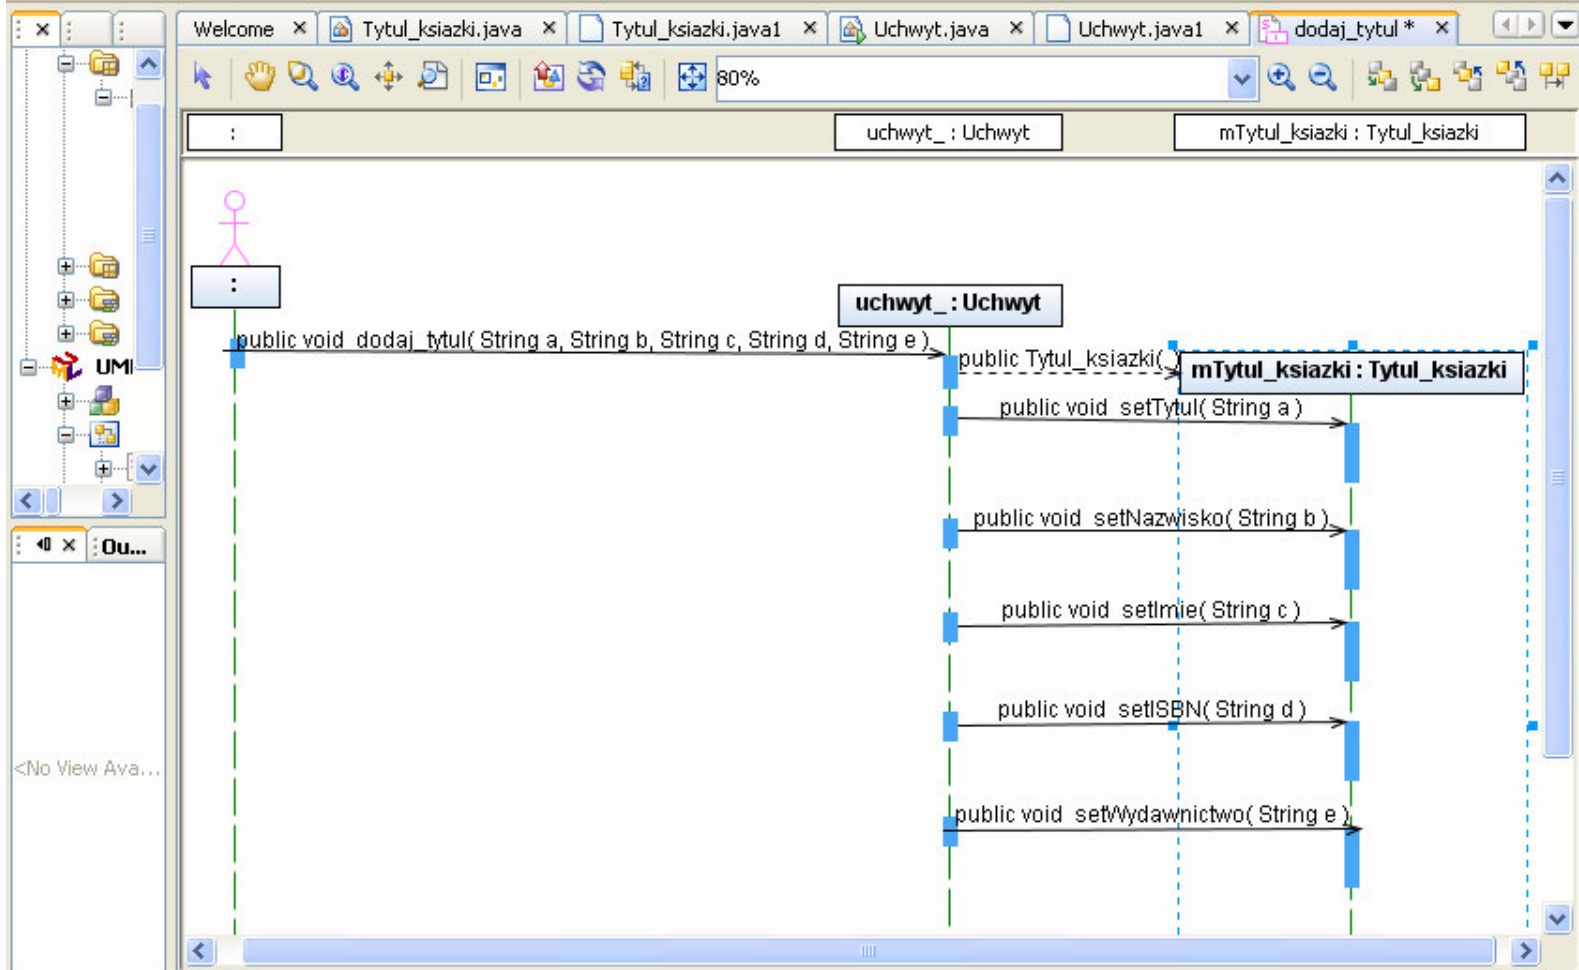 Welcome Tytul_ksiazki.java Tytul_ksiazki.java1 Uchwyt.java Uchwyt.java1 dodaj_tytul *
80%
: uchwyt_ : Uchwyt mTytul_ksiazki : Tytul_ksiazki
:
uchwyt_ : Uchwyt
public void dodaj_tytul( String a, String b, String c, String d, String e )
public Tytul_ksiazki( )
mTytul_ksiazki : Tytul_ksiazki
public void setTytul( String a )
public void setNazwisko( String b )
public void setImie( String c )
public void setISBN( String d )
public void setWydawnictwo( String e )
Ou...
<No View Ava...